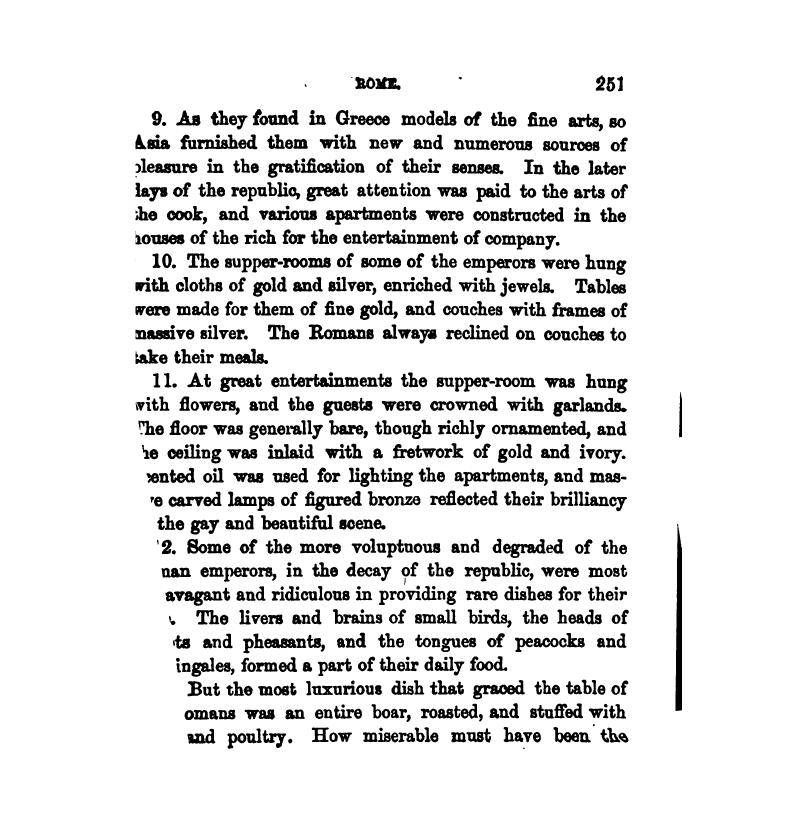 ROME. 251
9. As they found in Greece models of the fine arts, so
Asia furnished them with new and numerous sources of
pleasure in the gratification of their senses. In the later
days of the republic, great attention was paid to the arts of
the cook, and various apartments were constructed in the
houses of the rich for the entertainment of company.
10. The supper-rooms of some of the emperors were hung
with cloths of gold and silver, enriched with jewels. Tables
were made for them of fine gold, and couches with frames of
massive silver. The Romans always reclined on couches to
take their meals.
11. At great entertainments the supper-room was hung
with flowers, and the guests were crowned with garlands.
The floor was generally bare, though richly ornamented, and
he ceiling was inlaid with a fretwork of gold and ivory.
ented oil was used for lighting the apartments, and mas-
e carved lamps of figured bronze reflected their brilliancy
the gay and beautiful scene.
2. Some of the more voluptuous and degraded of the
man emperors, in the decay of the republic, were most
avagant and ridiculous in providing rare dishes for their
The livers and brains of small birds, the heads of
ts and pheasants, and the tongues of peacocks and
ingales, formed a part of their daily food.
But the most luxurious dish that graced the table of
omans was an entire boar, roasted, and stuffed with
and poultry. How miserable must have been the